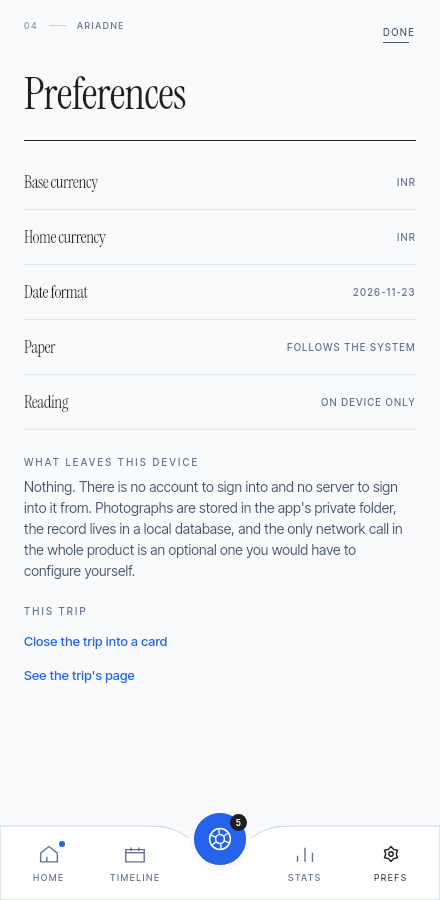 04 ARIADNE
DONE
Preferences
Base currency INR
Home currency INR
Date format 2026-11-23
Paper FOLLOWS THE SYSTEM
Reading ON DEVICE ONLY
WHAT LEAVES THIS DEVICE
Nothing. There is no account to sign into and no server to sign
into it from. Photographs are stored in the app's private folder,
the record lives in a local database, and the only network call in
the whole product is an optional one you would have to
configure yourself.
THIS TRIP
Close the trip into a card
See the trip's page
5
HOME TIMELINE STATS PREFS